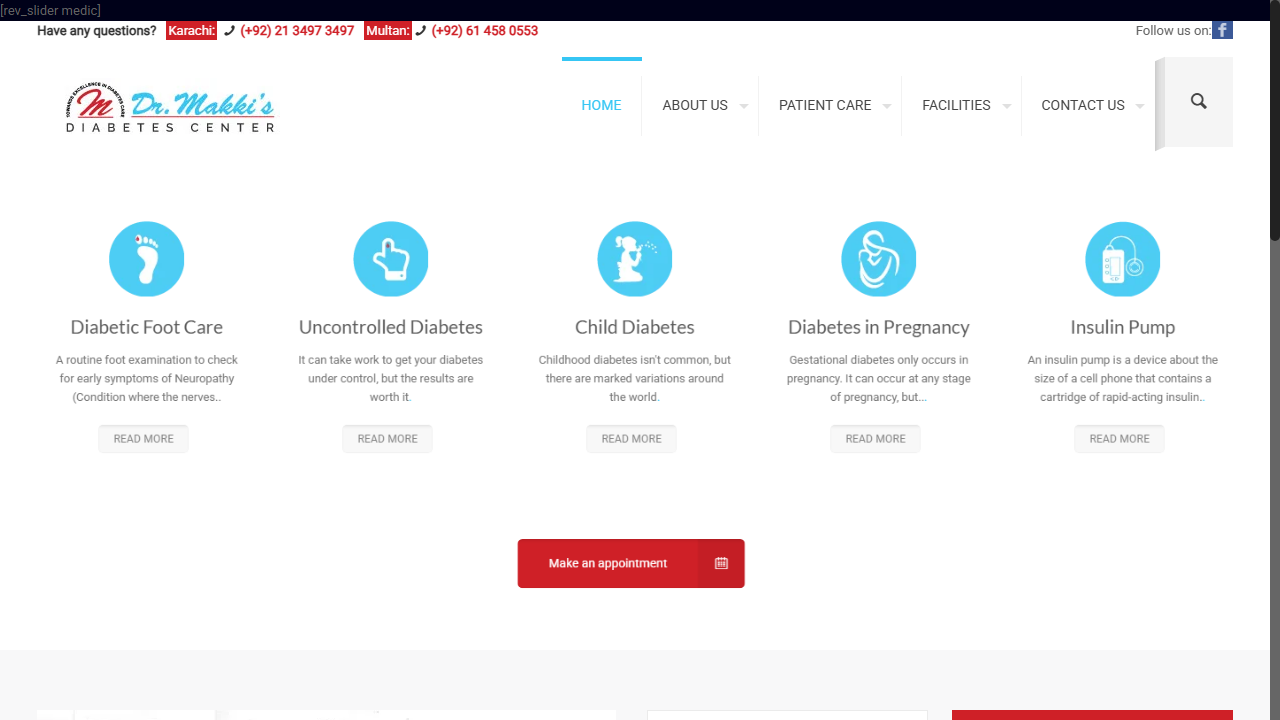 [rev_slider medic]
Have any questions? Karachi: (+92) 21 3497 3497 Multan: (+92) 61 458 0553 Follow us on:
TOWARDS EXCELLENCE IN DIABETES CARE
M Dr. Makki's
DIABETES CENTER
HOME ABOUT US PATIENT CARE FACILITIES CONTACT US
Diabetic Foot Care
A routine foot examination to check
for early symptoms of Neuropathy
(Condition where the nerves..
READ MORE
Uncontrolled Diabetes
It can take work to get your diabetes
under control, but the results are
worth it.
READ MORE
Child Diabetes
Childhood diabetes isn't common, but
there are marked variations around
the world.
READ MORE
Diabetes in Pregnancy
Gestational diabetes only occurs in
pregnancy. It can occur at any stage
of pregnancy, but...
READ MORE
Insulin Pump
An insulin pump is a device about the
size of a cell phone that contains a
cartridge of rapid-acting insulin..
READ MORE
Make an appointment